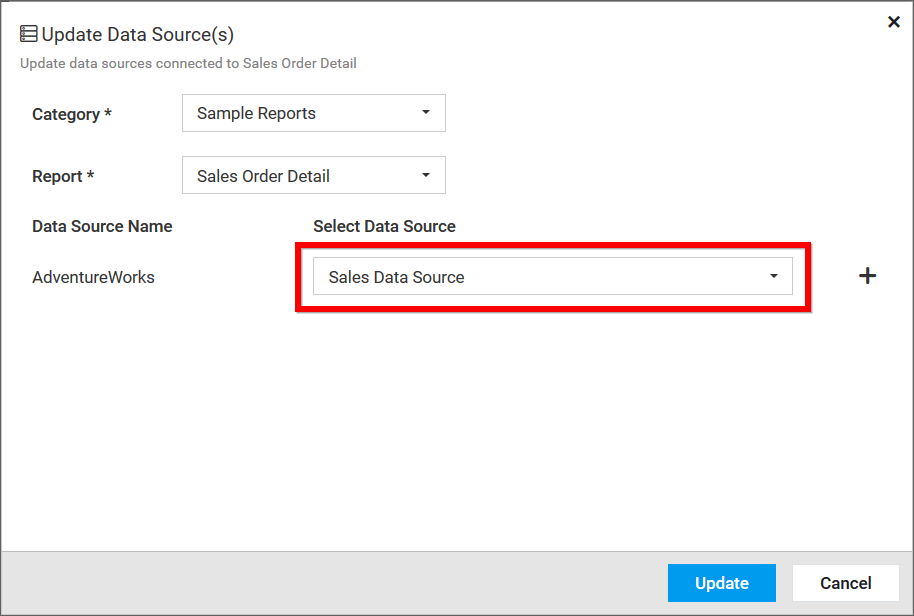 Update Data Source(s)
Update data sources connected to Sales Order Detail
Category *
Sample Reports
Report *
Sales Order Detail
Data Source Name
Select Data Source
AdventureWorks
Sales Data Source
Update
Cancel